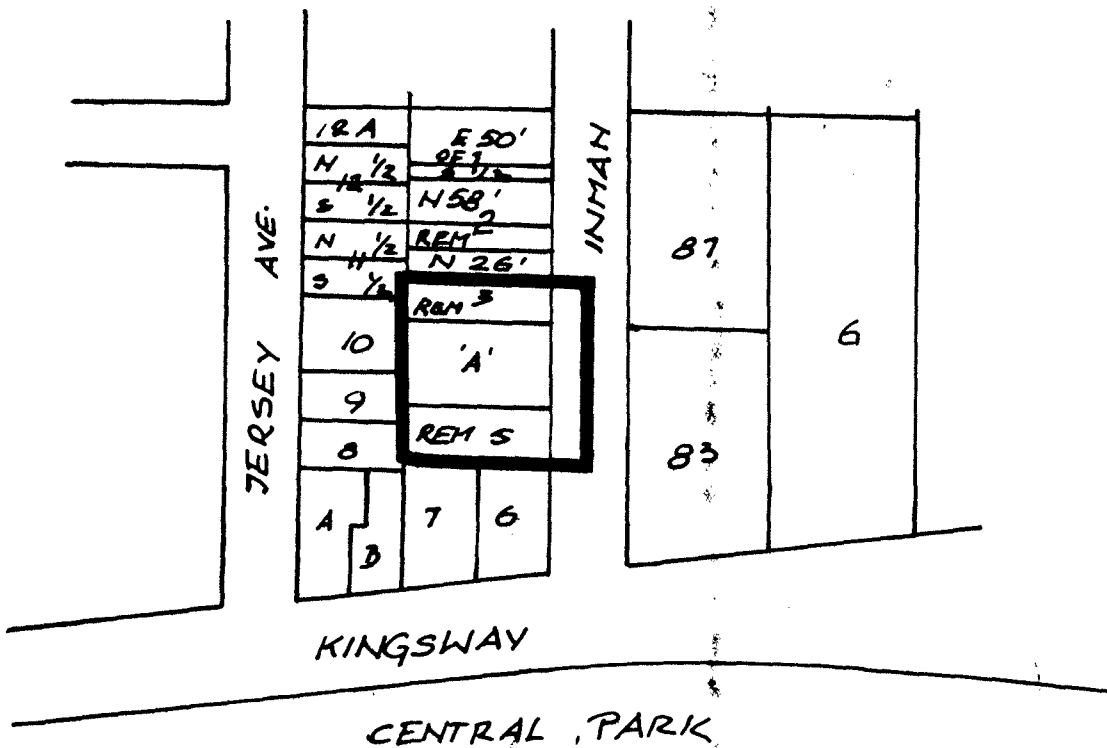 12A
N 1/2
12
S 1/2
N 1/2
11
S 1/2
10
9
8
A
B
E 50'
OF 1
S 1/2
N 58'
2
REM
N 26'
REM 3
'A'
REM 5
7
6
JERSEY AVE.
INMAN
87
83
6
KINGSWAY
CENTRAL PARK